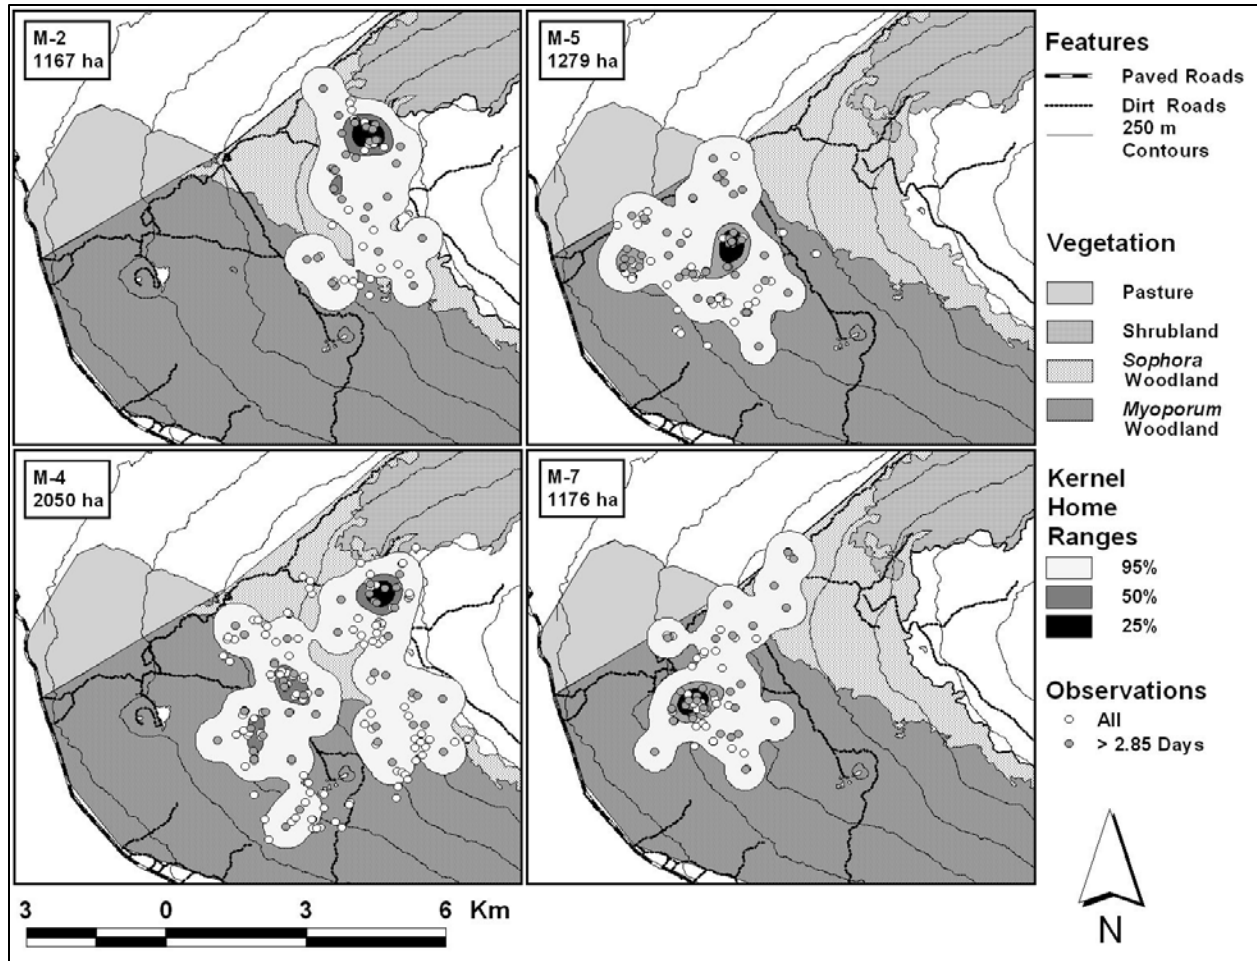 M-2
1167 ha
M-5
1279 ha
M-4
2050 ha
M-7
1176 ha
Features
Paved Roads
Dirt Roads
250 m
Contours
Vegetation
Pasture
Shrubland
Sophora
Woodland
Myoporum
Woodland
Kernel
Home
Ranges
95%
50%
25%
Observations
All
> 2.85 Days
3 0 3 6 Km
N